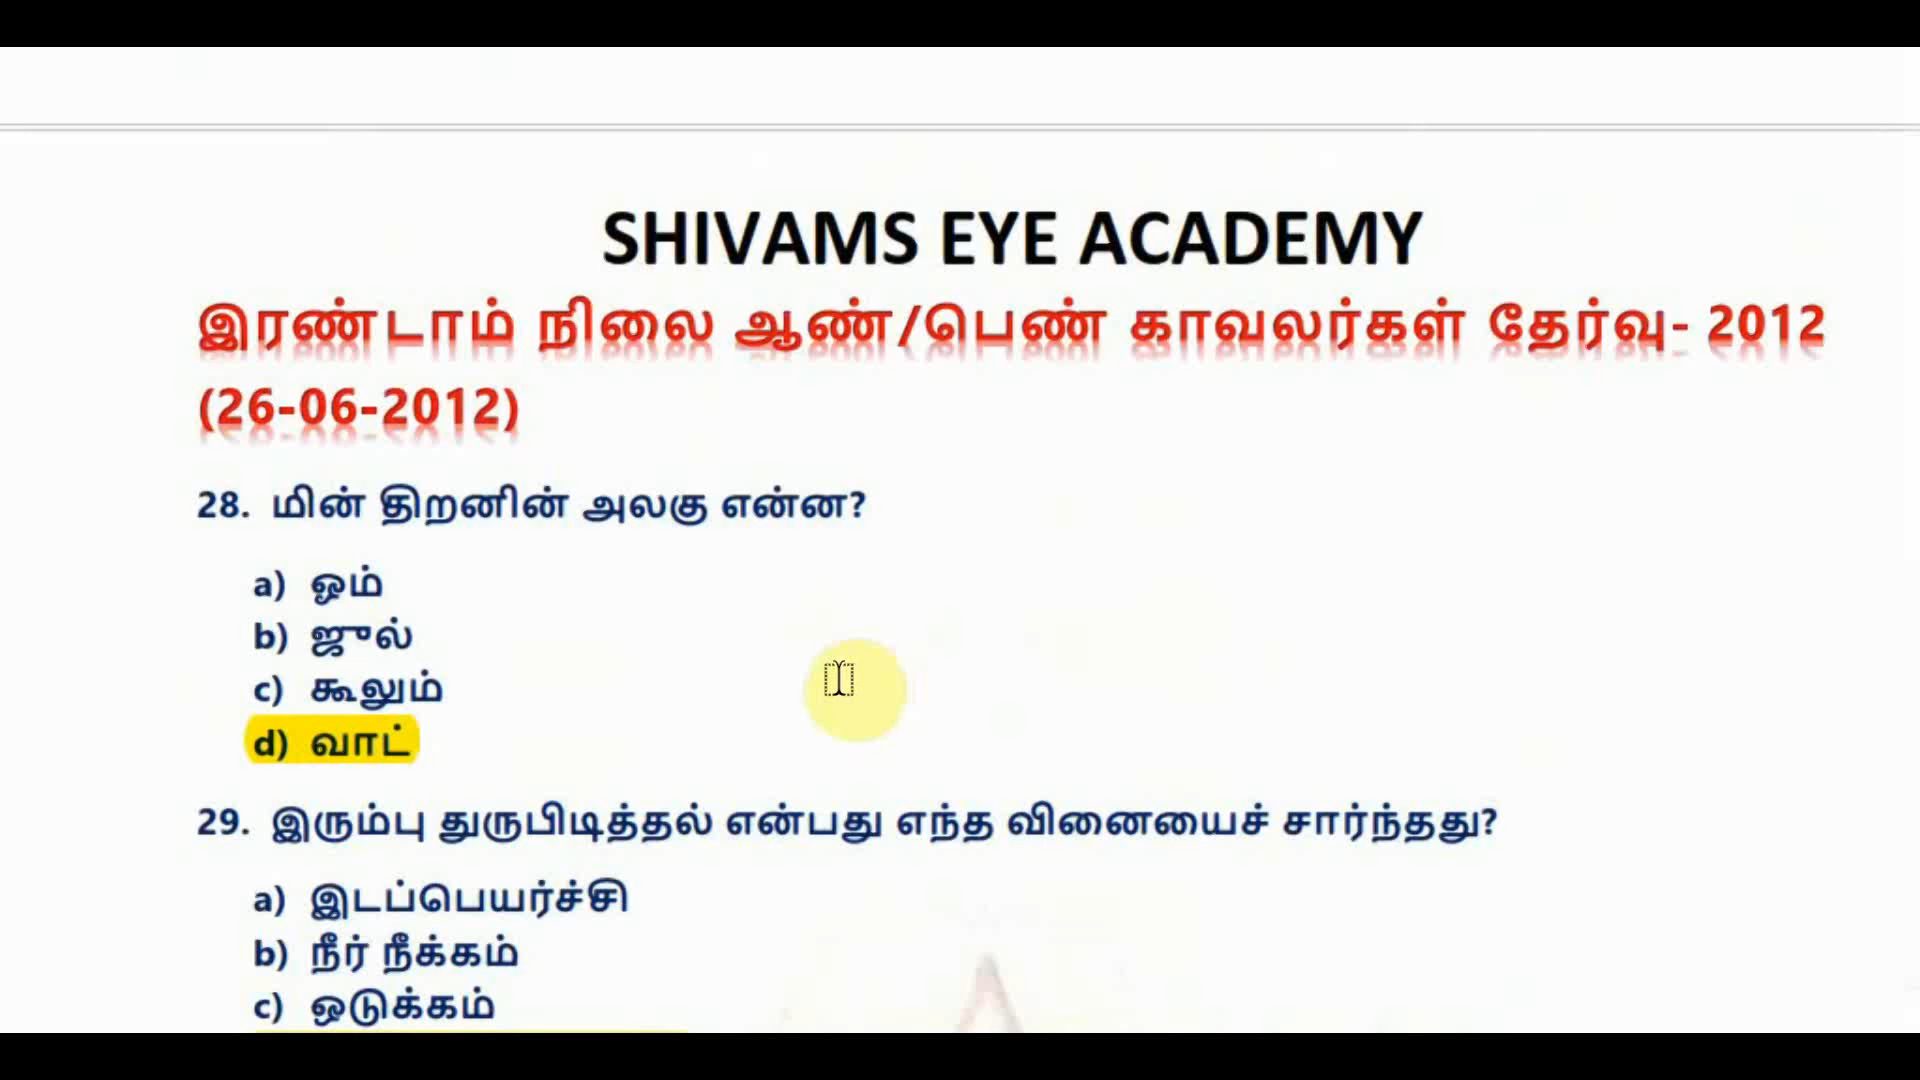 SHIVAMS EYE ACADEMY
இரண்டாம் நிலை ஆண்/பெண் காவலர்கள் தேர்வு- 2012
(26-06-2012)
28. மின் திறனின் அலகு என்ன?
a) ஓம்
b) ஜுல்
c) கூலும்
d) வாட்
29. இரும்பு துருபிடித்தல் என்பது எந்த வினையைச் சார்ந்தது?
a) இடப்பெயர்ச்சி
b) நீர் நீக்கம்
c) ஒடுக்கம்